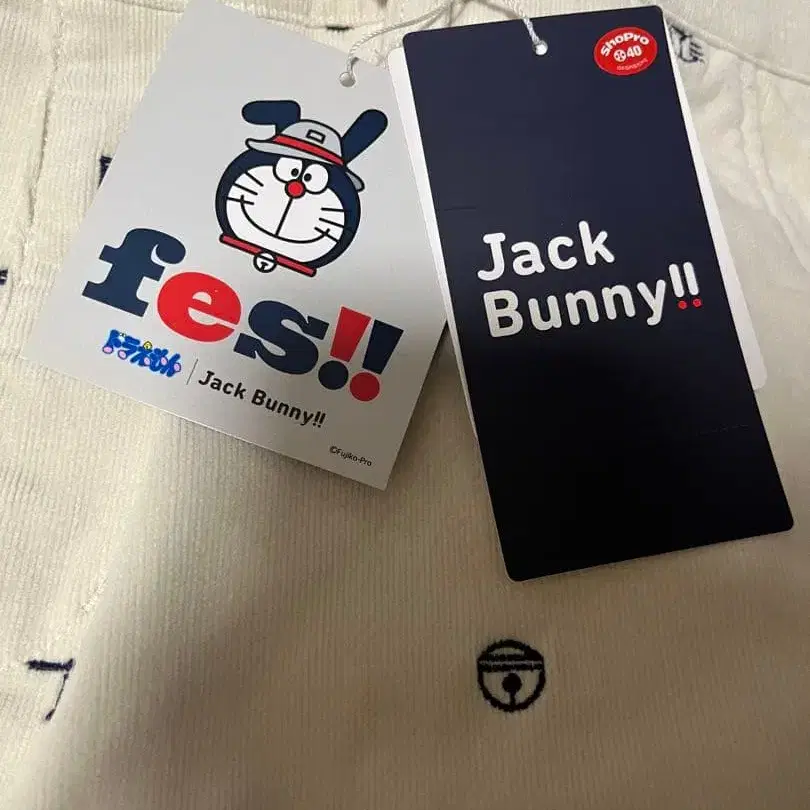 fes!!
ドラえもん | Jack Bunny!!
©Fujiko-Pro
ShoPro
40
Jack
Bunny!!